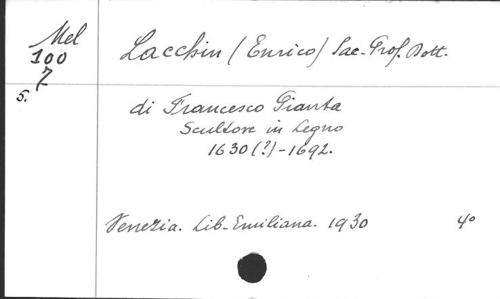 Mel
100
7
5.
Lacchin (Enrico) Sac. Prof. Dott.
di Francesco Pianta
Scultore in Legno
1630(?)-1692.
Venezia. Lib. Emiliana. 1930 4°